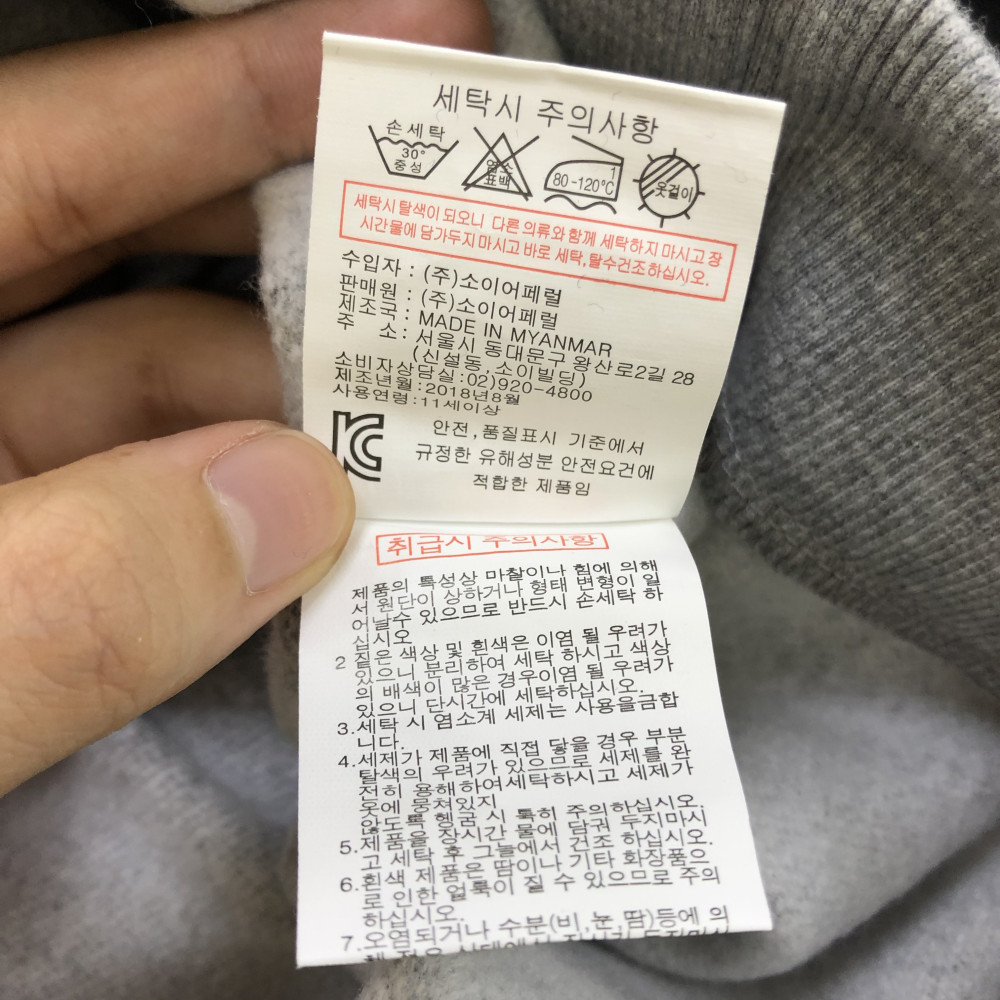 세탁시 주의사항
손세탁
30°
중성
염소
표백
1
80-120℃
옷걸이
세탁시 탈색이 되오니 다른 의류와 함께 세탁하지 마시고 장
시간 물에 담가두지 마시고 바로 세탁,탈수건조하십시오.
수입자 : (주)소이어페럴
판매원 : (주)소이어페럴
제조국 : MADE IN MYANMAR
주 소 : 서울시 동대문구 왕산로2길 28
(신설동,소이빌딩)
소비자상담실:02)920-4800
제조년월:2018년8월
사용연령:11세이상
KC
안전,품질표시 기준에서
규정한 유해성분 안전요건에
적합한 제품임
취급시 주의사항
제품의 특성상 마찰이나 힘에 의해
서 원단이 상하거나 형태 변형이 일
어날수 있으므로 반드시 손세탁 하
십시오
2 짙은 색상 및 흰색은 이염 될 우려가
있으니 분리하여 세탁 하시고 색상
의 배색이 많은 경우이염 될 우려가
있으니 단시간에 세탁하십시오.
3.세탁 시 염소계 세제는 사용을금합
니다.
4.세제가 제품에 직접 닿을 경우 부분
탈색의 우려가 있으므로 세제를 완
전히 용해하여세탁하시고 세제가
옷에 뭉쳐있지
않도록 헹굼 시 특히 주의하십시오.
5.제품을 장시간 물에 담궈 두지마시
고 세탁 후 그늘에서 건조 하십시오.
6.흰색 제품은 땀이나 기타 화장품으
로 인한 얼룩이 질 수 있으므로 주의
하십시오.
7.오염되거나 수분(비,눈 땀)등에 의